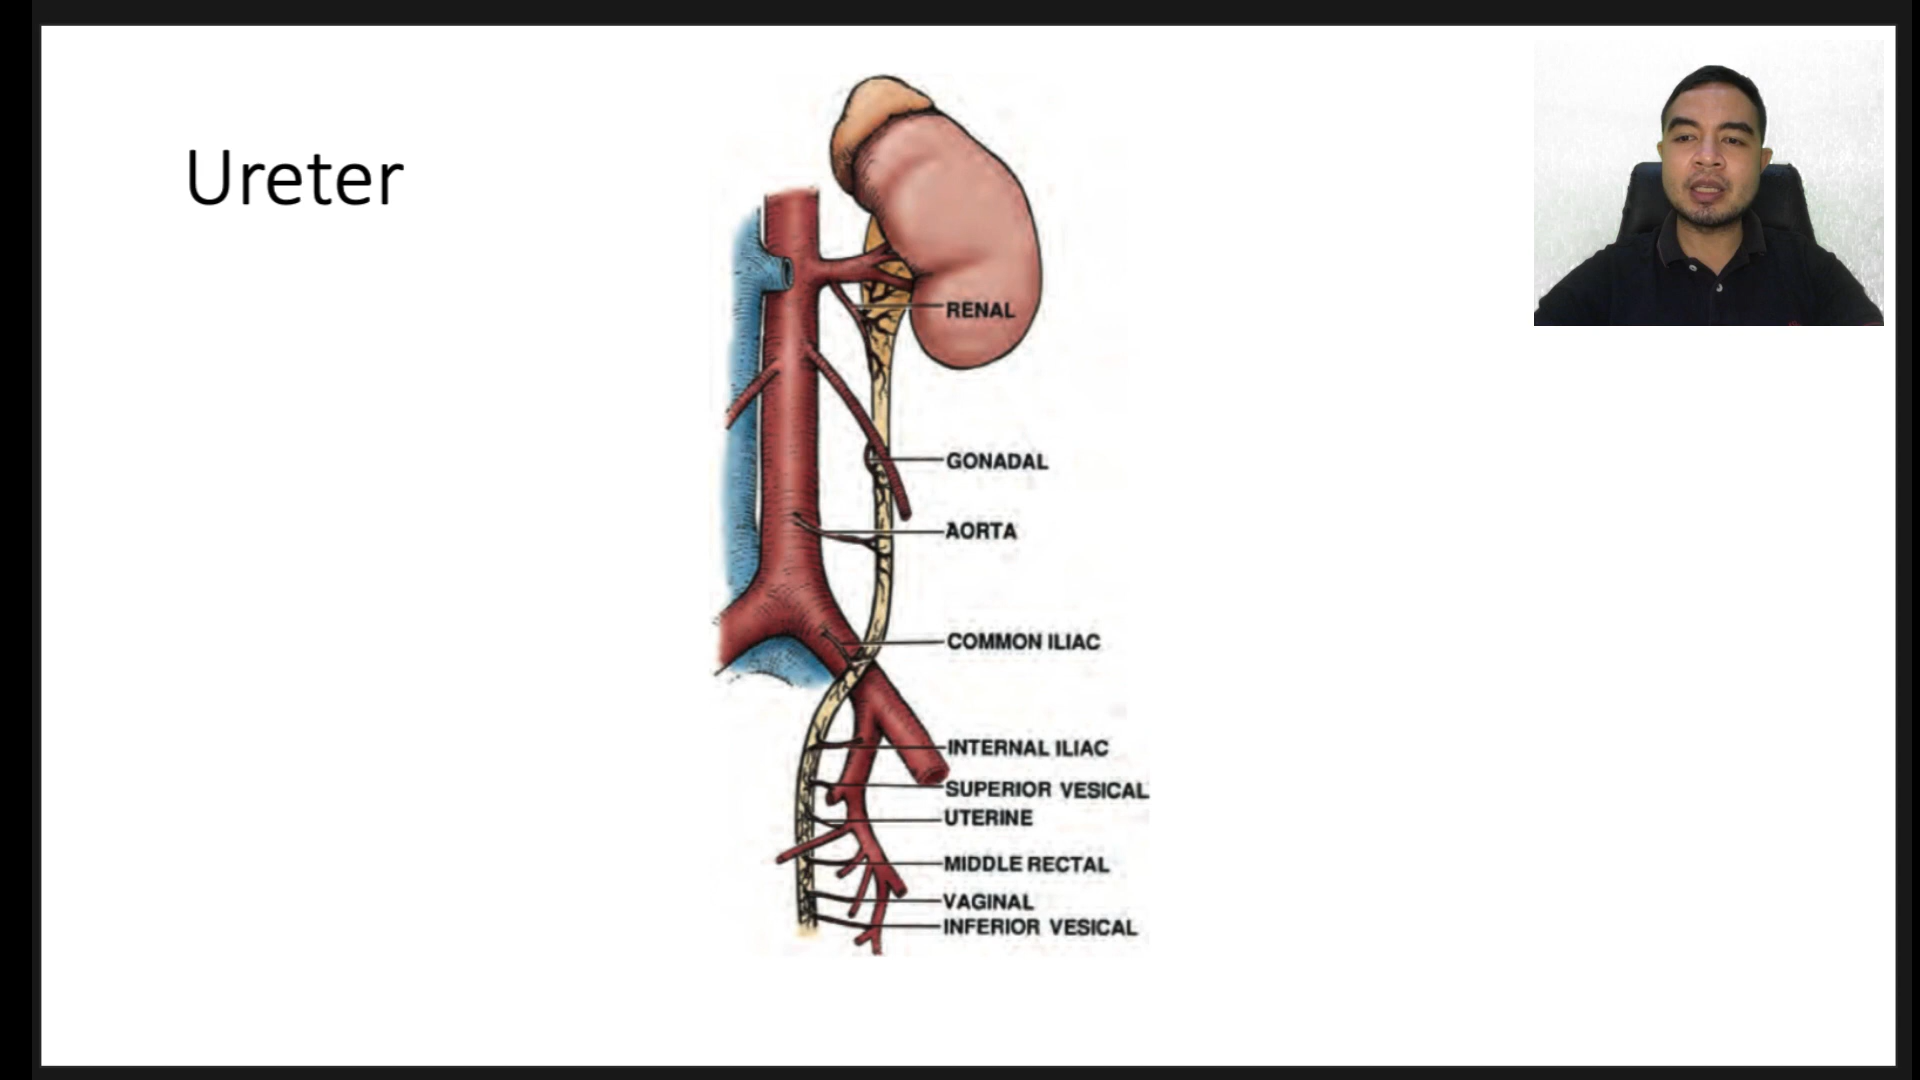 Ureter
RENAL
GONADAL
AORTA
COMMON ILIAC
INTERNAL ILIAC
SUPERIOR VESICAL
UTERINE
MIDDLE RECTAL
VAGINAL
INFERIOR VESICAL